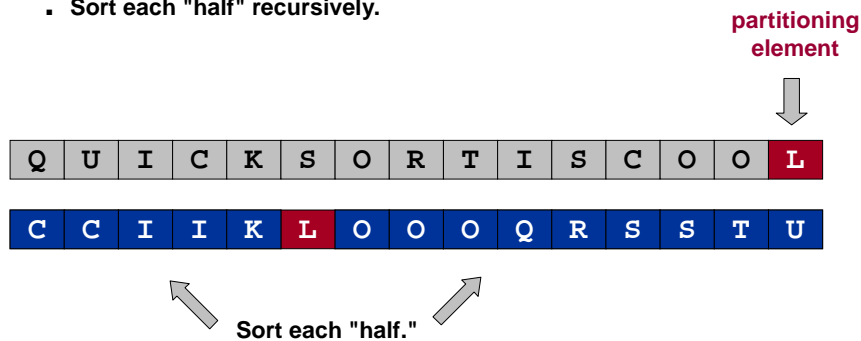 . Sort each "half" recursively.
partitioning
element
Q U I C K S O R T I S C O O L
C C I I K L O O O Q R S S T U
Sort each "half."